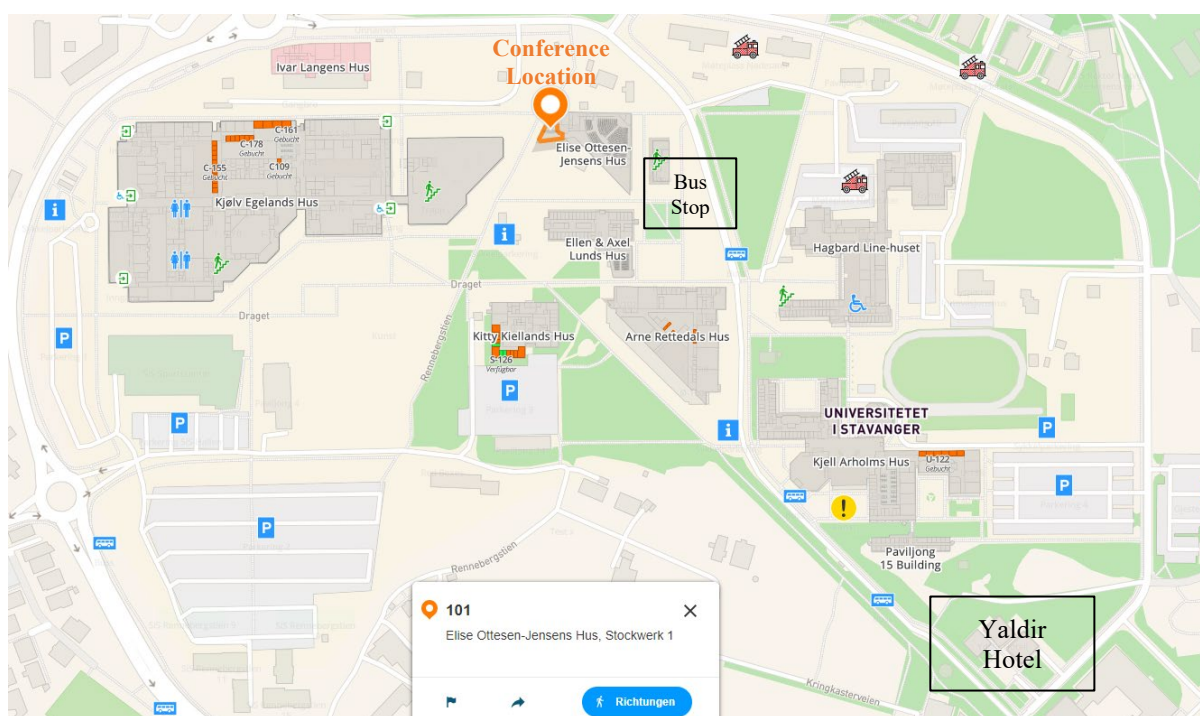 Conference
Location
Ivar Langens Hus
C-161
Gebucht
C-178
Gebucht
C-155
Gebucht
C109
Gebucht
Kjølv Egelands Hus
Elise Ottesen-
Jensens Hus
Bus
Stop
Ellen & Axel
Lunds Hus
Hagbard Line-huset
Draget
Draget
Rennebergstien
Kitty Kiellands Hus
S-126
Verfügbar
Arne Rettedals Hus
P
P
P
P
P
P
UNIVERSITETET
I STAVANGER
Kjell Arholms Hus
U-122
Gebucht
Paviljong
15 Building
Rennebergstien
Yaldir
Hotel
Kringkasterveien
101
Elise Ottesen-Jensens Hus, Stockwerk 1
Richtungen